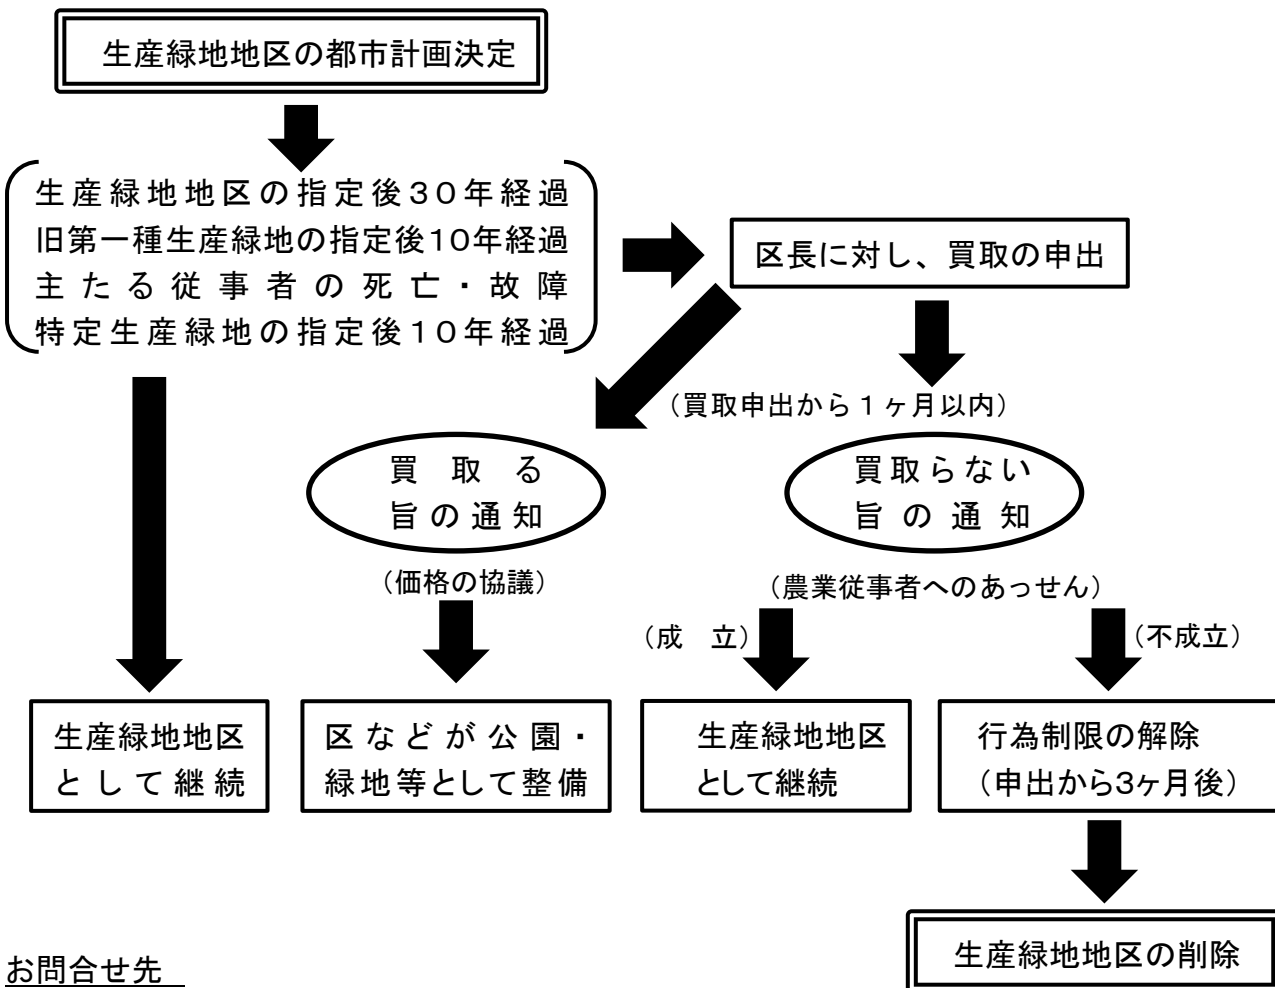 生産緑地地区の都市計画決定
生産緑地地区の指定後30年経過
旧第一種生産緑地の指定後10年経過
主たる従事者の死亡・故障
特定生産緑地の指定後10年経過
区長に対し、買取の申出
(買取申出から1ヶ月以内)
買取る
旨の通知
買取らない
旨の通知
(価格の協議)
(農業従事者へのあっせん)
(成 立)
(不成立)
生産緑地地区
として継続
区などが公園・
緑地等として整備
生産緑地地区
として継続
行為制限の解除
(申出から3ヶ月後)
生産緑地地区の削除
お問合せ先